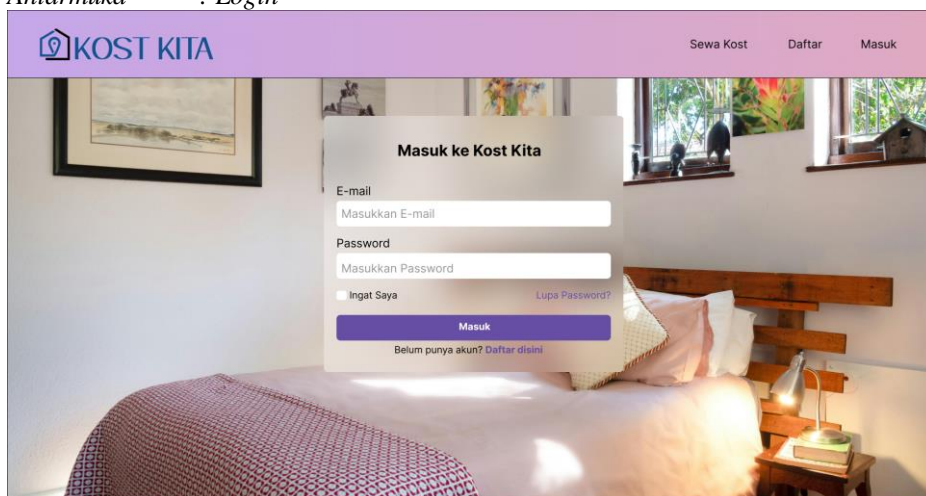 Antarmuka : Login
KOST KITA
Sewa Kost Daftar Masuk
Masuk ke Kost Kita
E-mail
Masukkan E-mail
Password
Masukkan Password
Ingat Saya Lupa Password?
Masuk
Belum punya akun? Daftar disini